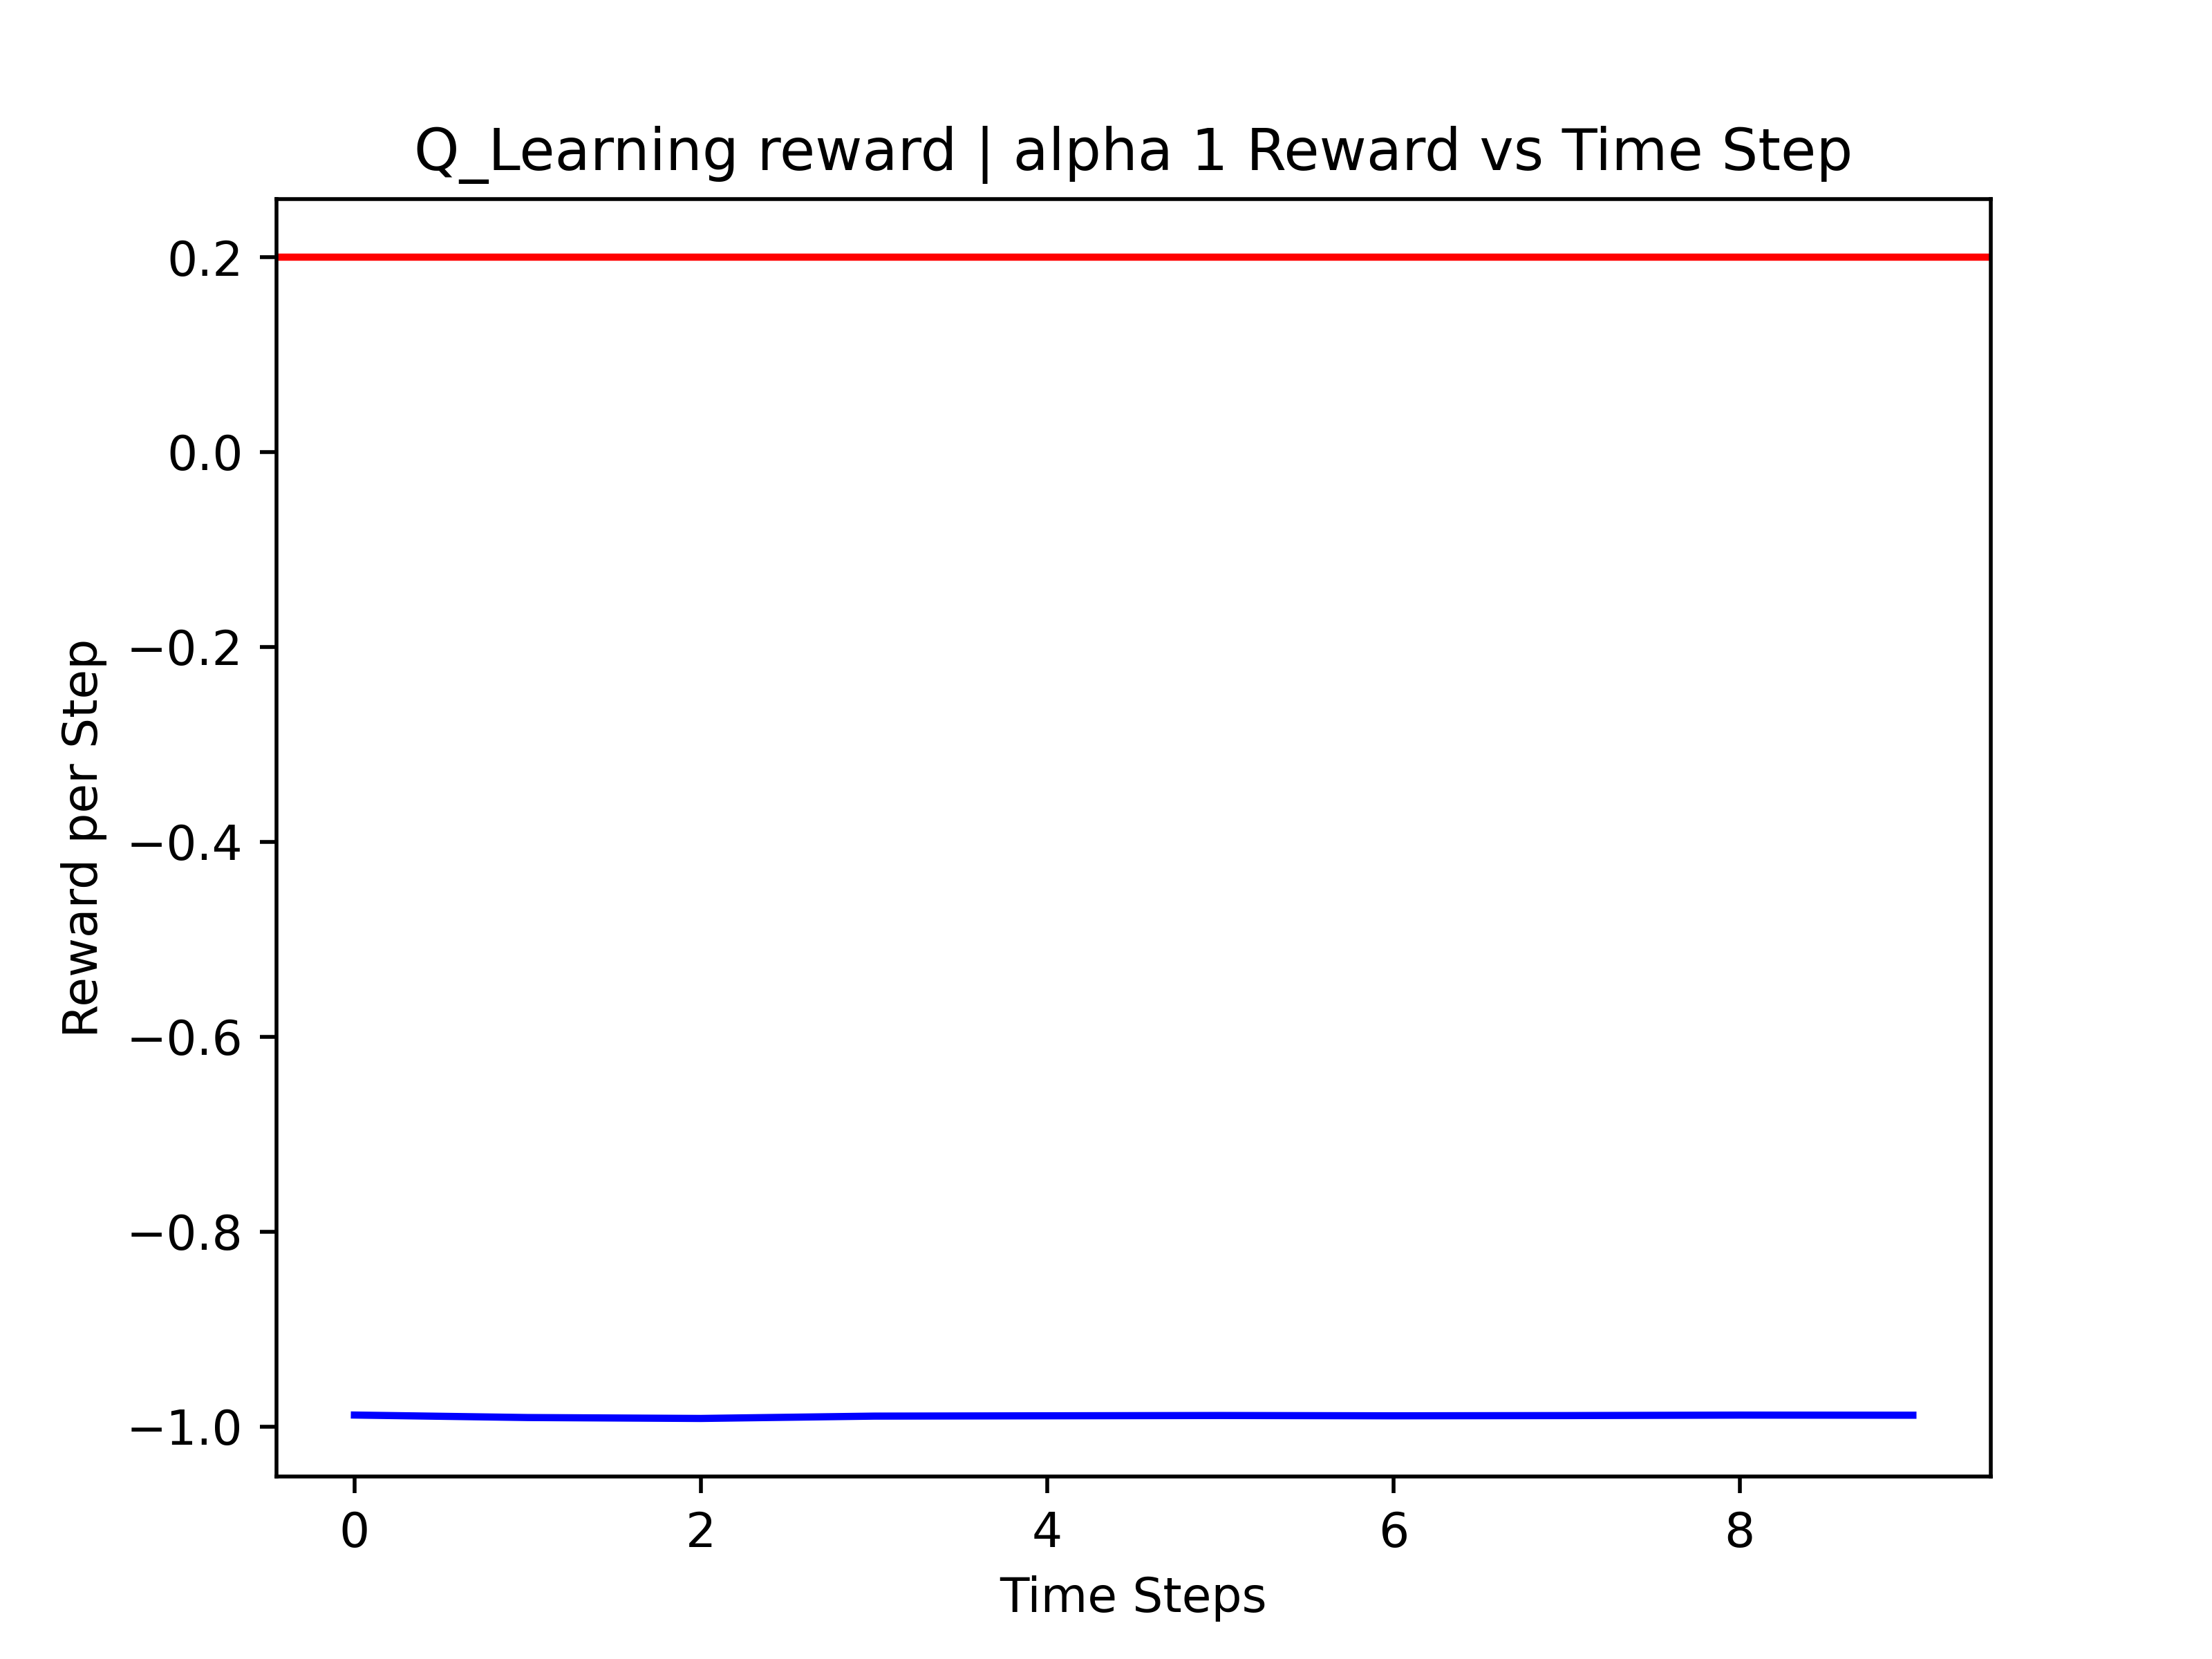 Q_Learning reward | alpha 1 Reward vs Time Step
0.2
0.0
−0.2
−0.4
−0.6
−0.8
−1.0
Reward per Step
0 2 4 6 8
Time Steps